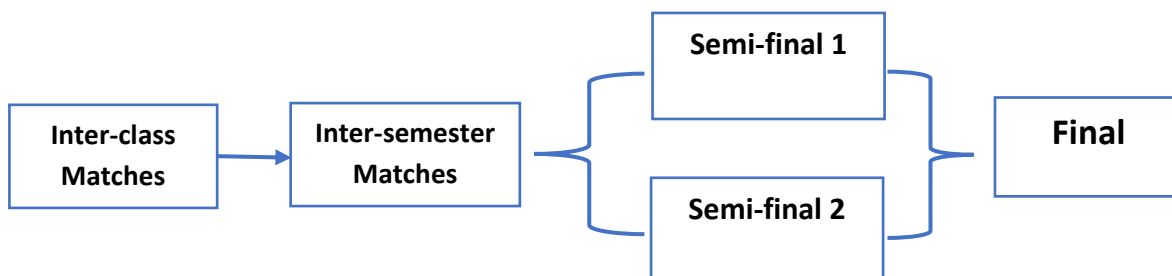 Inter-class
Matches
Inter-semester
Matches
Semi-final 1
Semi-final 2
Final